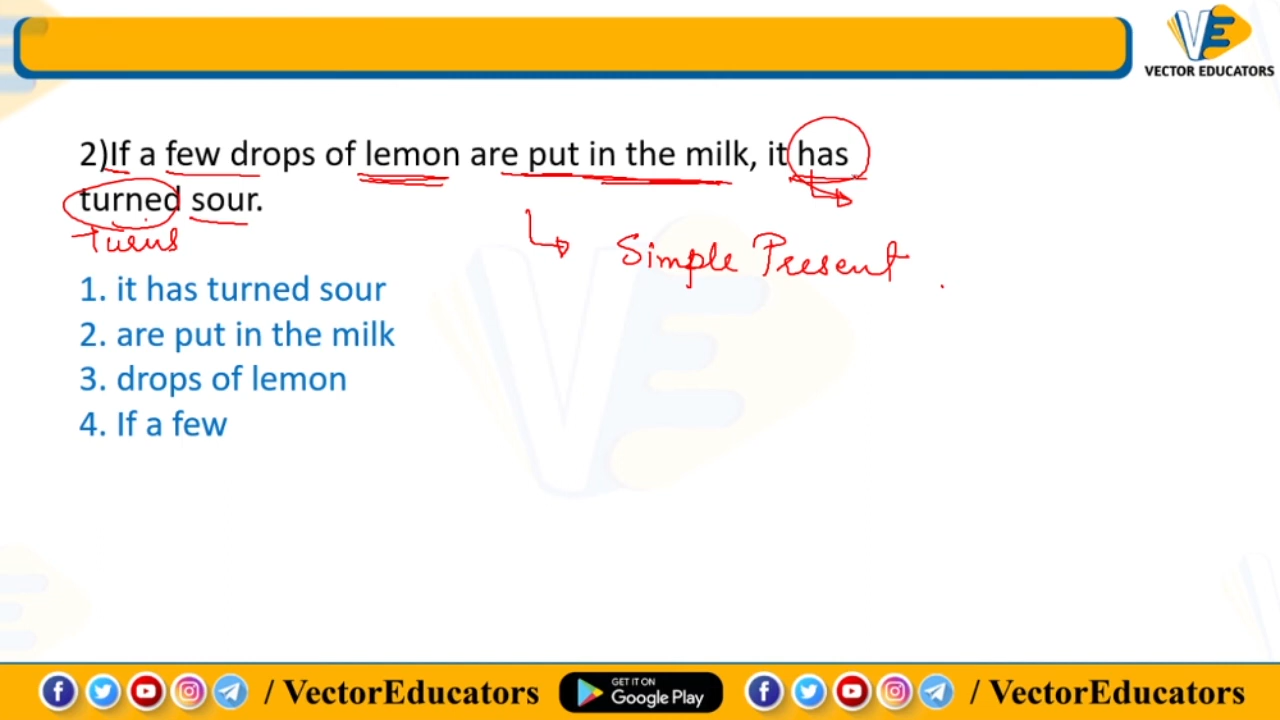 VE
VECTOR EDUCATORS
2)If a few drops of lemon are put in the milk, it has
turned sour.
Turns
Simple Present
1. it has turned sour
2. are put in the milk
3. drops of lemon
4. If a few
/ VectorEducators GET IT ON Google Play / VectorEducators